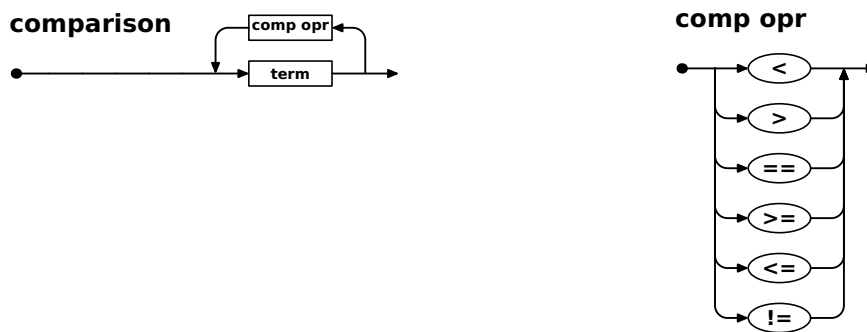 comparison
comp opr
term
comp opr
<
>
==
>=
<=
!=